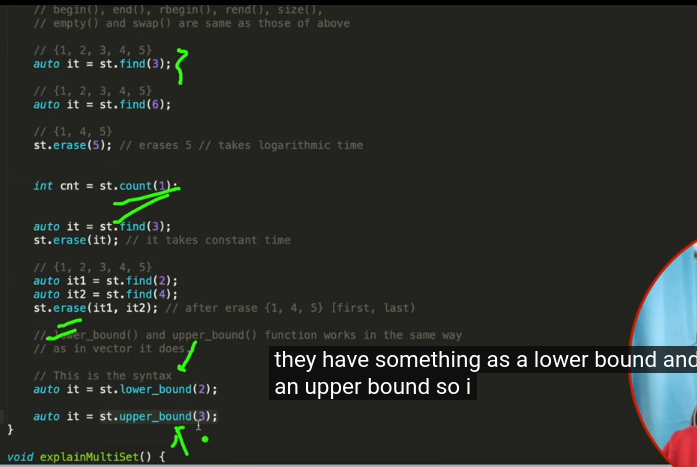 // begin(), end(), rbegin(), rend(), size(),
// empty() and swap() are same as those of above
// {1, 2, 3, 4, 5}
auto it = st.find(3);
// {1, 2, 3, 4, 5}
auto it = st.find(6);
// {1, 4, 5}
st.erase(5); // erases 5 // takes logarithmic time
int cnt = st.count(1);
auto it = st.find(3);
st.erase(it); // it takes constant time
// {1, 2, 3, 4, 5}
auto it1 = st.find(2);
auto it2 = st.find(4);
st.erase(it1, it2); // after erase {1, 4, 5} [first, last)
// lower_bound() and upper_bound() function works in the same way
// as in vector it does.
// This is the syntax
auto it = st.lower_bound(2);
auto it = st.upper_bound(3);
}
void explainMultiSet() {
they have something as a lower bound and
an upper bound so i